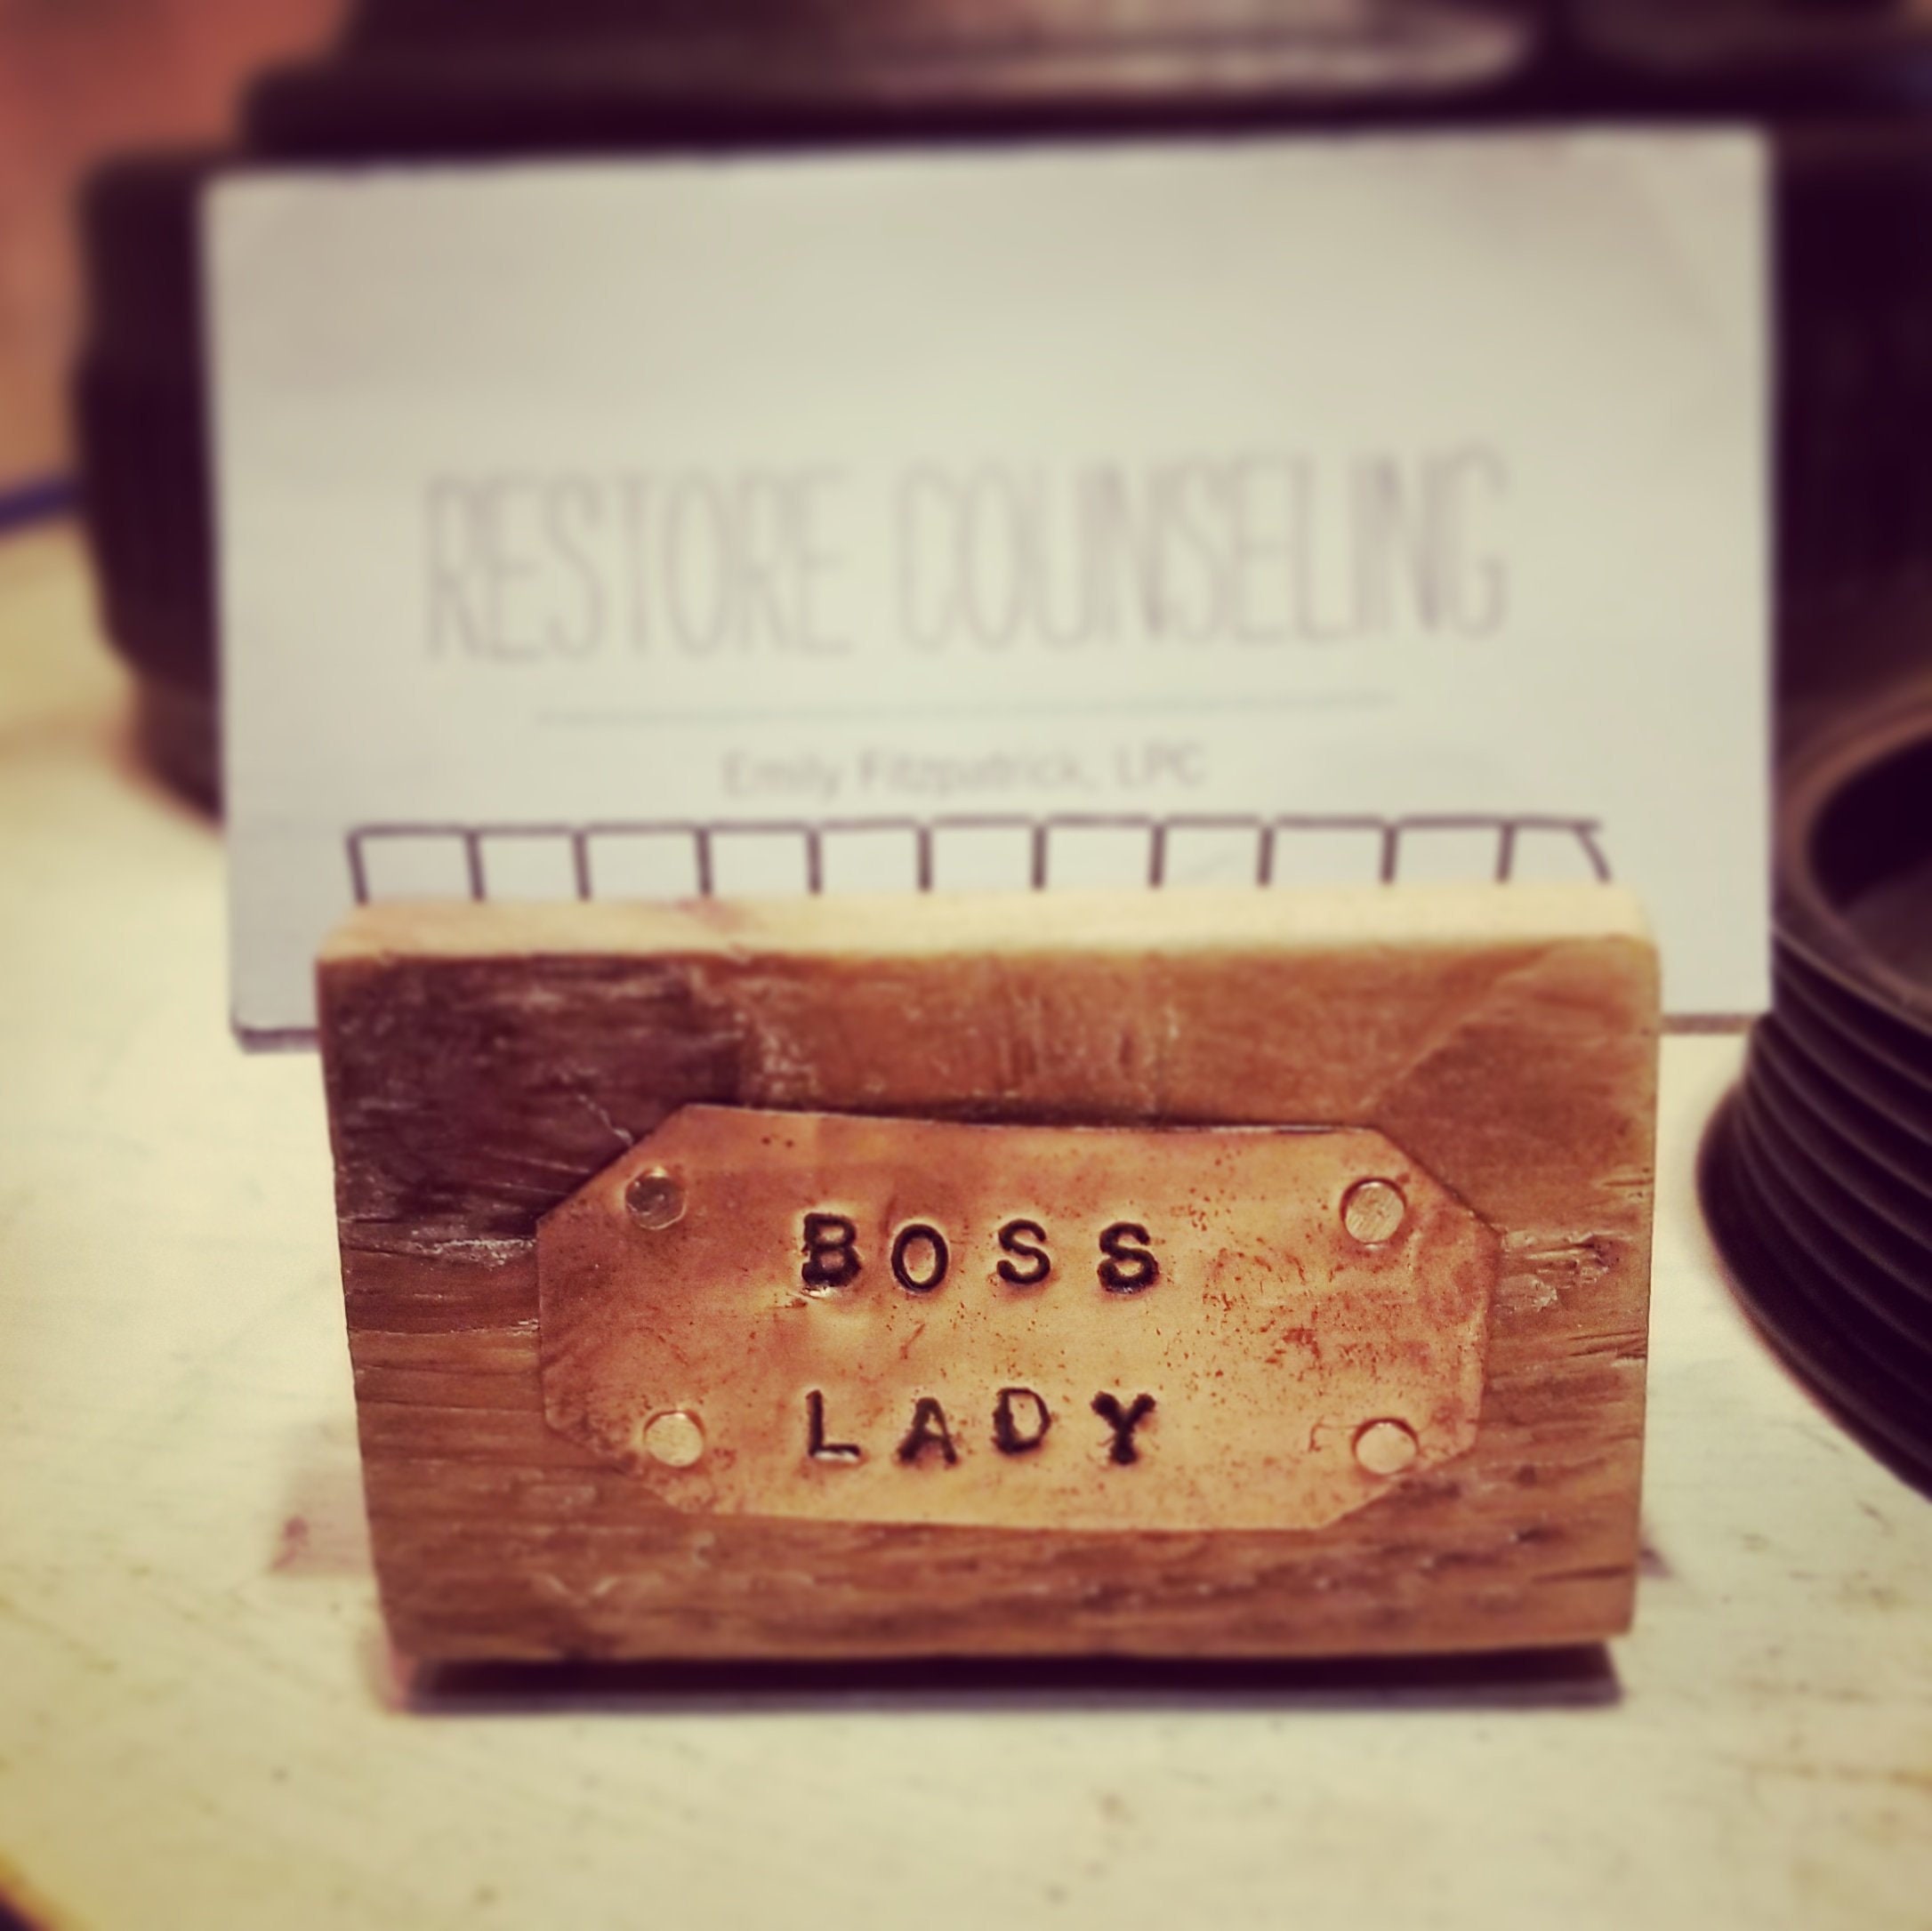 RESTORE COUNSELING
Emily Fitzpatrick, LPC
BOSS
LADY